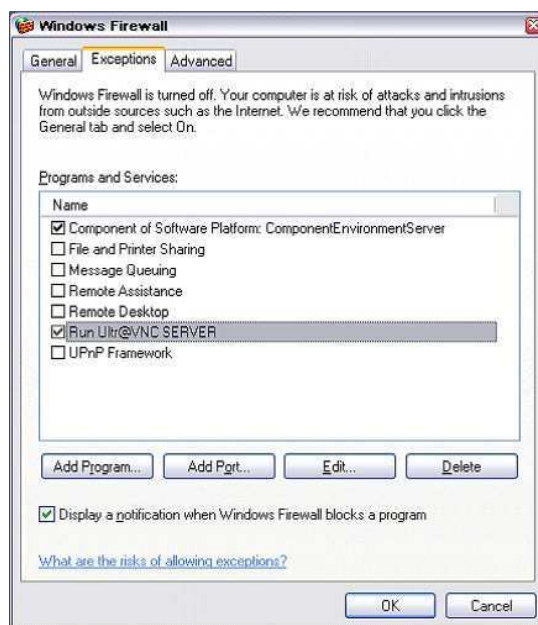 Windows Firewall
General Exceptions Advanced
Windows Firewall is turned off. Your computer is at risk of attacks and intrusions
from outside sources such as the Internet. We recommend that you click the
General tab and select On.
Programs and Services:
Name
Component of Software Platform: ComponentEnvironmentServer
File and Printer Sharing
Message Queuing
Remote Assistance
Remote Desktop
Run Ultr@VNC SERVER
UPnP Framework
Add Program... Add Port... Edit... Delete
Display a notification when Windows Firewall blocks a program
What are the risks of allowing exceptions?
OK Cancel